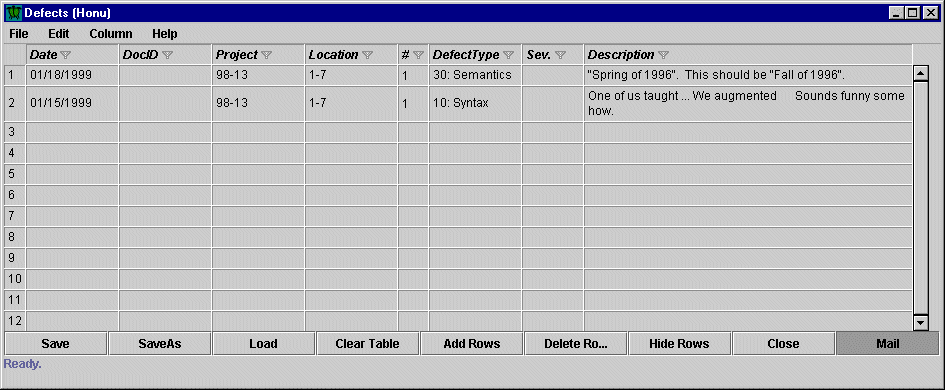 Defects (Honu)
File Edit Column Help
Date DocID Project Location # DefectType Sev. Description
1 01/18/1999 98-13 1-7 1 30: Semantics "Spring of 1996". This should be "Fall of 1996".
2 01/15/1999 98-13 1-7 1 10: Syntax One of us taught ... We augmented Sounds funny some
how.
3
4
5
6
7
8
9
10
11
12
Save SaveAs Load Clear Table Add Rows Delete Ro... Hide Rows Close Mail
Ready.